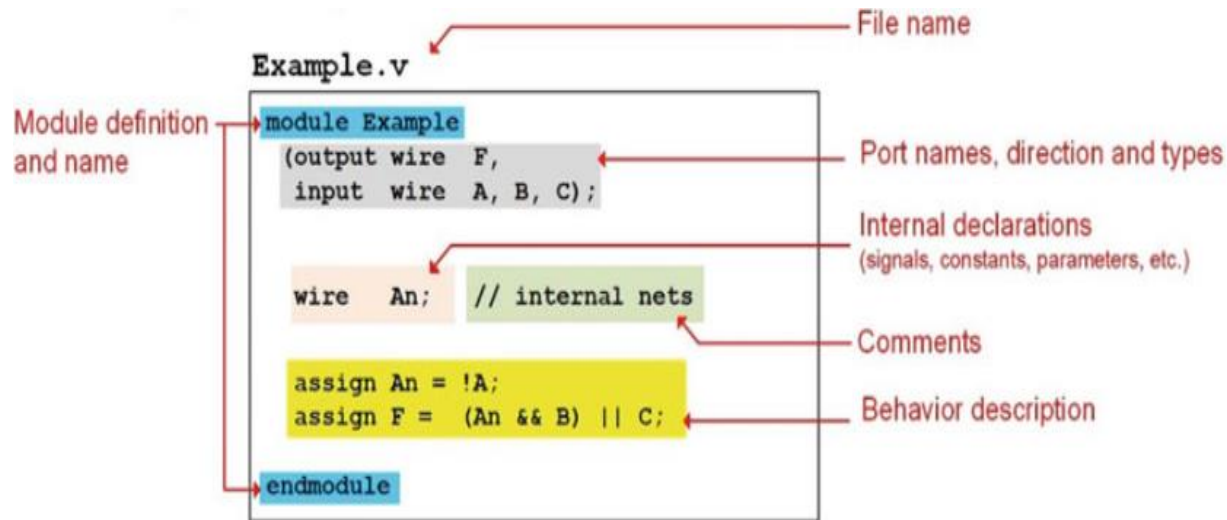 File name
Example.v
Module definition
and name
module Example
(output wire F,
input wire A, B, C);
Port names, direction and types
Internal declarations
(signals, constants, parameters, etc.)
wire An; // internal nets
Comments
assign An = !A;
assign F = (An && B) || C;
Behavior description
endmodule